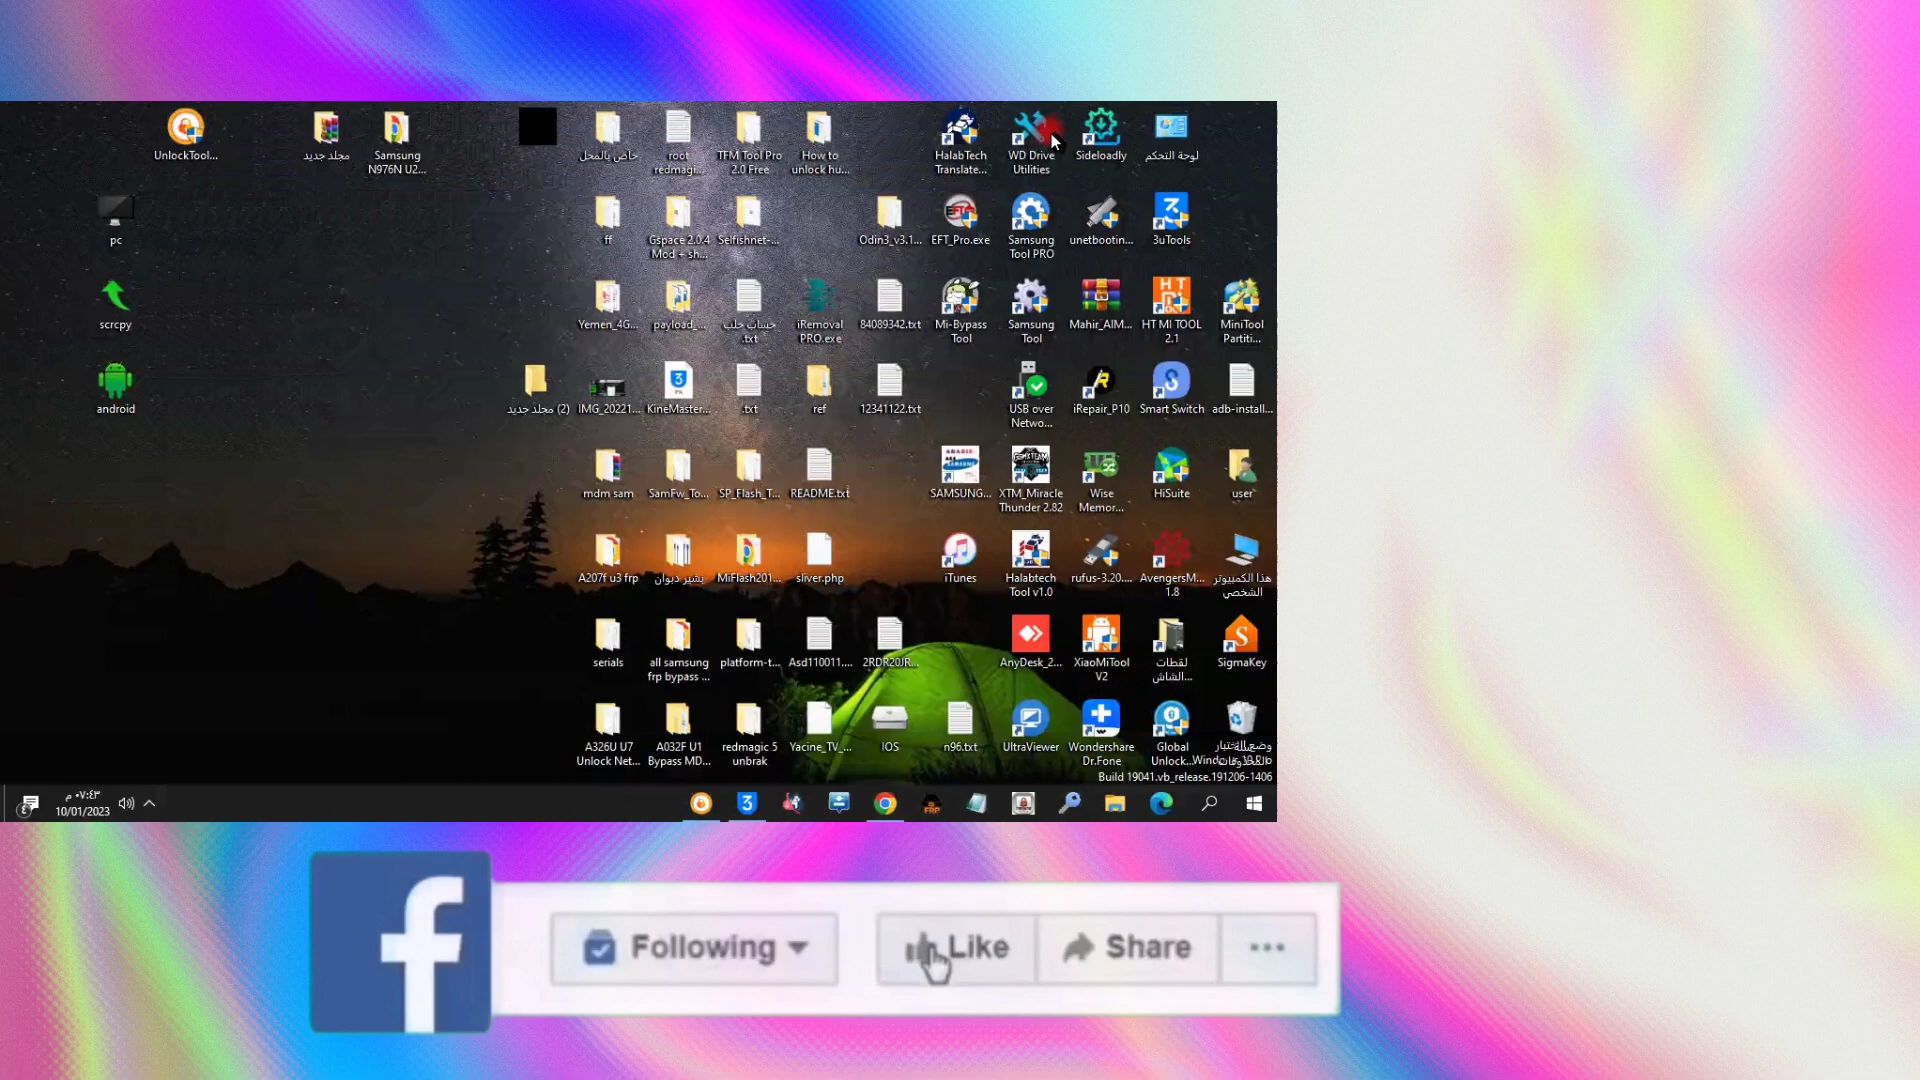 UnlockTool...
مجلد جديد
Samsung
N976N U2...
خاص بالمحل
root
redmagi...
TFM Tool Pro
2.0 Free
How to
unlock hu...
HalabTech
Translate...
WD Drive
Utilities
Sideloadly
لوحة التحكم
pc
ff
Gspace 2.0.4
Mod + sh...
Selfishnet-...
Odin3_v3.1...
EFT_Pro.exe
Samsung
Tool PRO
unetbootin...
3uTools
scrcpy
Yemen_4G...
payload_...
حساب حلب
.txt
iRemoval
PRO.exe
84089342.txt
Mi-Bypass
Tool
Samsung
Tool
Mahir_AIM...
HT MI TOOL
2.1
MiniTool
Partiti...
android
مجلد جديد (2)
IMG_20221...
KineMaster...
.txt
ref
12341122.txt
USB over
Netwo...
iRepair_P10
Smart Switch
adb-install...
mdm sam
SamFw_To...
SP_Flash_T...
README.txt
SAMSUNG...
XTM_Miracle
Thunder 2.82
Wise
Memor...
HiSuite
user
A207f u3 frp
بشير ديوان
MiFlash201...
sliver.php
iTunes
Halabtech
Tool v1.0
rufus-3.20....
AvengersM...
1.8
هذا الكمبيوتر
الشخصي
serials
all samsung
frp bypass ...
platform-t...
Asd110011....
2RDR20JR...
AnyDesk_2...
XiaoMiTool
V2
لقطات
الشاش...
SigmaKey
A326U U7
Unlock Net...
A032F U1
Bypass MD...
redmagic 5
unbrak
Yacine_TV_...
IOS
n96.txt
UltraViewer
Wondershare
Dr.Fone
Global
Unlock...
وضع الاختبار
Build 19041.vb_release.191206-1406
٠٧:٤٣ م
10/01/2023
FRP
Following
Like
Share